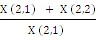 X (2,1) + X (2,2)
X (2,1)